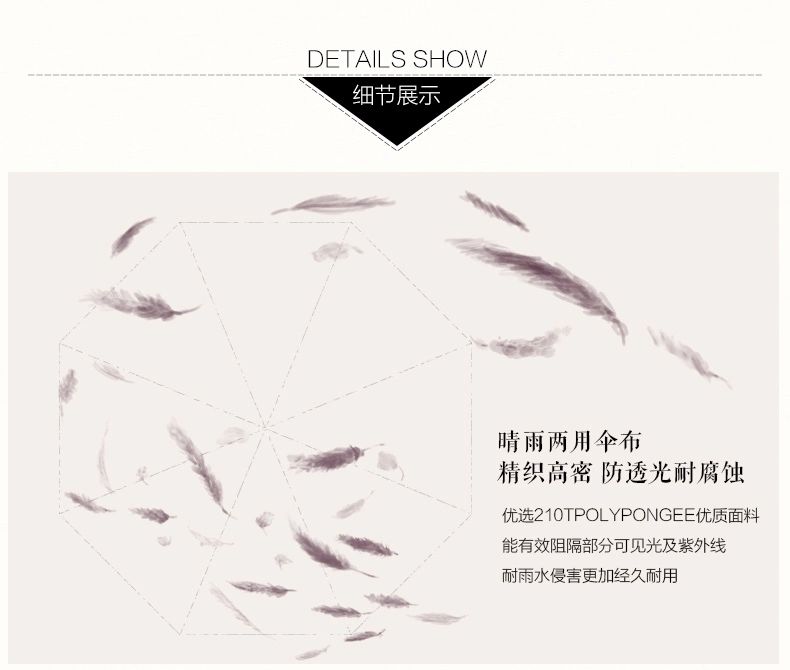 DETAILS SHOW
细节展示
晴雨两用伞布
精织高密 防透光耐腐蚀
优选210TPOLYPONGEE优质面料
能有效阻隔部分可见光及紫外线
耐雨水侵害更加经久耐用